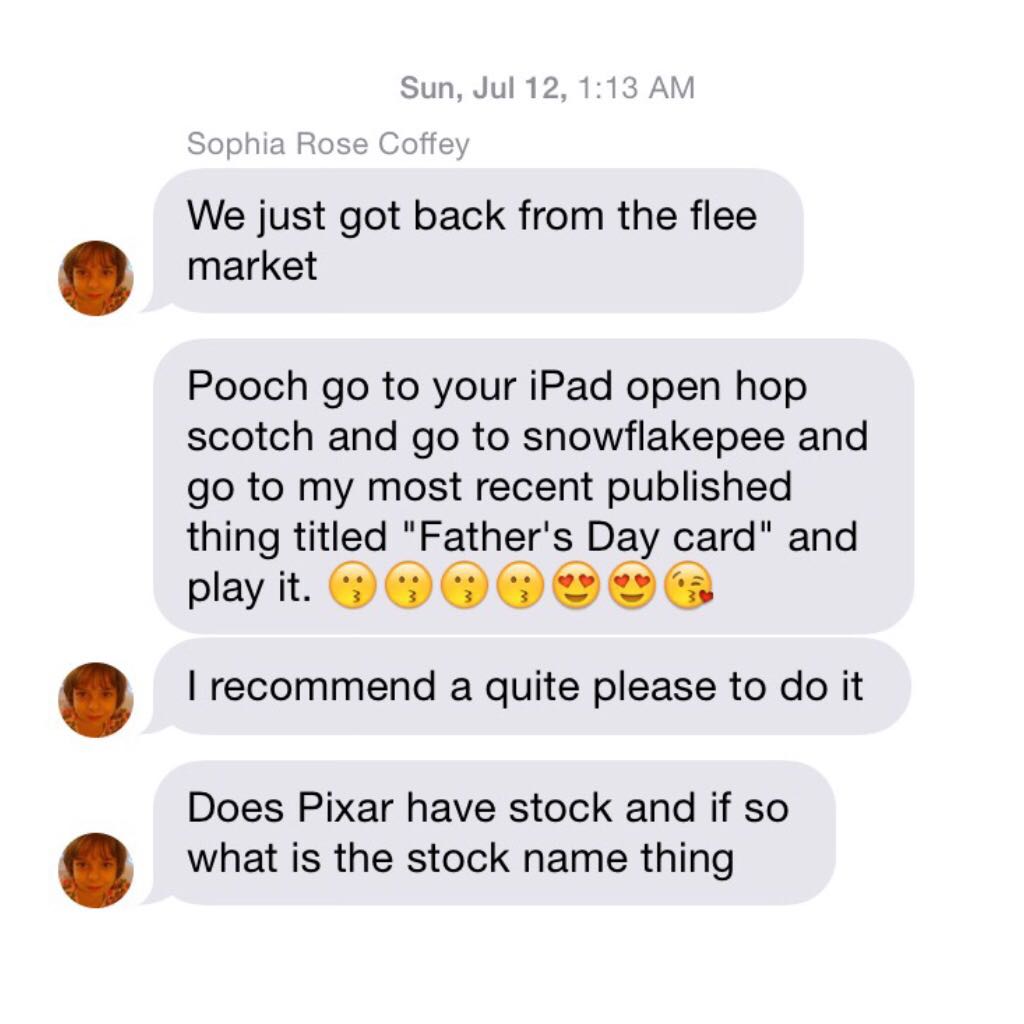 Sun, Jul 12, 1:13 AM
Sophia Rose Coffey
We just got back from the flee
market
Pooch go to your iPad open hop
scotch and go to snowflakepee and
go to my most recent published
thing titled "Father's Day card" and
play it. 😗😗😗😗😍😍😘
I recommend a quite please to do it
Does Pixar have stock and if so
what is the stock name thing